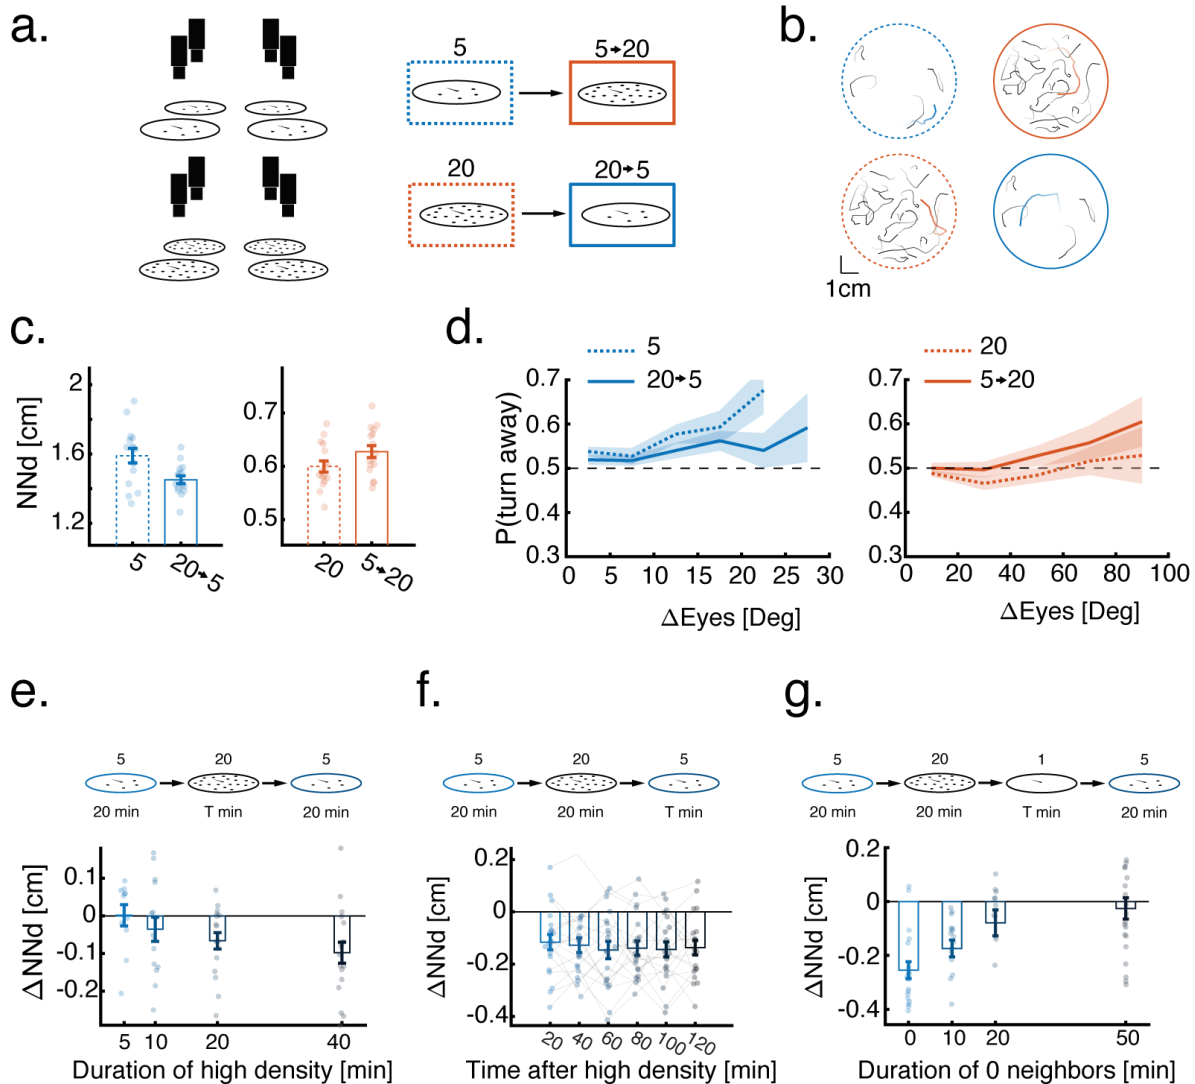 a.
5
5→20
20
20→5
b.
1cm
c.
NNd [cm]
2
1.6
1.2
5
20→5
0.7
0.6
0.5
20
5→20
d.
5
20→5
P(turn away)
0.7
0.6
0.5
0.4
0.3
0 5 10 15 20 25 30
ΔEyes [Deg]
20
5→20
0.7
0.6
0.5
0.4
0.3
0 20 40 60 80 100
ΔEyes [Deg]
e.
5 20 5
20 min T min 20 min
ΔNNd [cm]
0.1
0
-0.1
-0.2
5 10 20 40
Duration of high density [min]
f.
5 20 5
20 min 20 min T min
ΔNNd [cm]
0.2
0
-0.2
-0.4
20 40 60 80 100 120
Time after high density [min]
g.
5 20 1 5
20 min 20 min T min 20 min
ΔNNd [cm]
0.2
0
-0.2
-0.4
0 10 20 50
Duration of 0 neighbors [min]